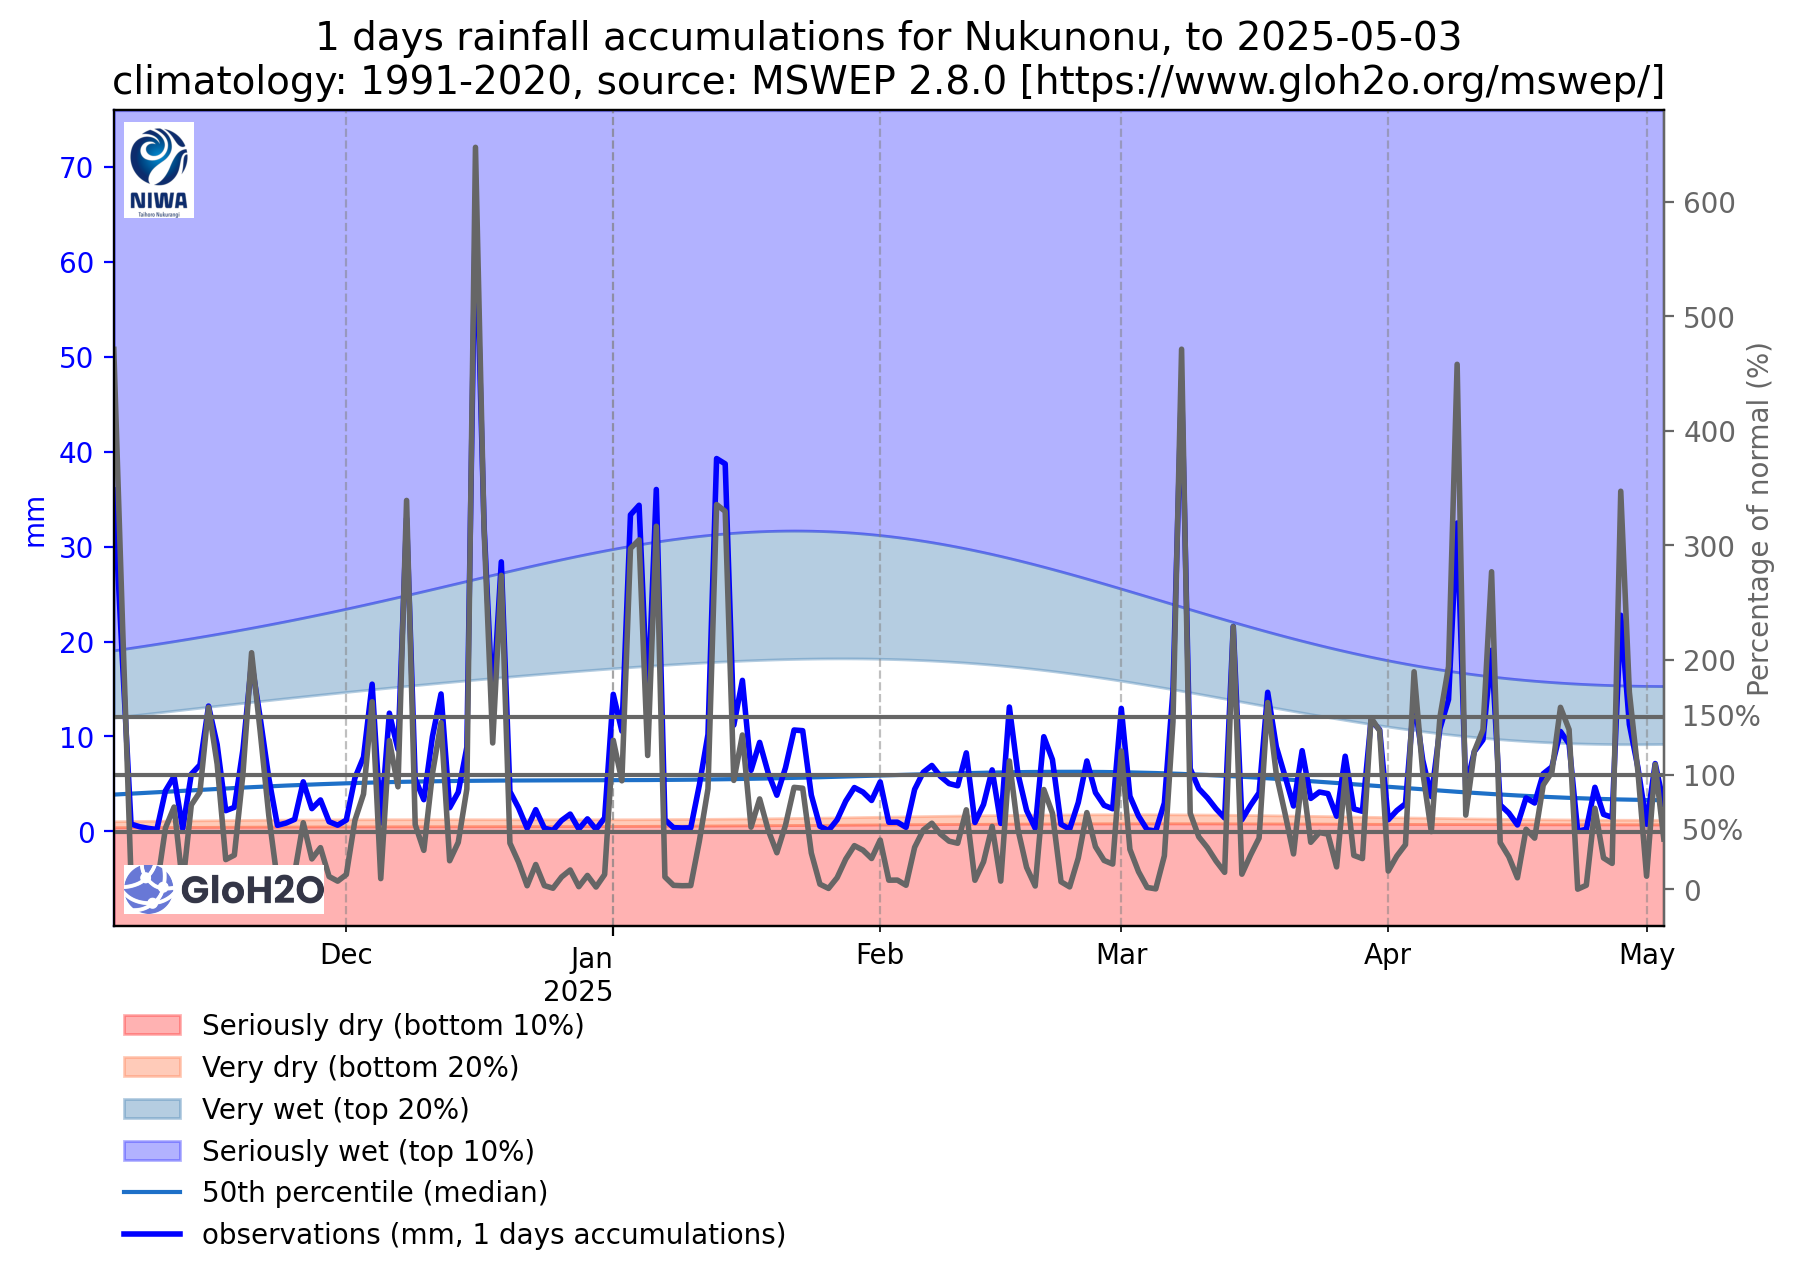 1 days rainfall accumulations for Nukunonu, to 2025-05-03
climatology: 1991-2020, source: MSWEP 2.8.0 [https://www.gloh2o.org/mswep/]
NIWA
Taihoro Nukurangi
70
60
50
40
30
20
10
0
mm
600
500
400
300
200
150%
100
50%
0
Percentage of normal (%)
GloH2O
Dec
Jan
2025
Feb
Mar
Apr
May
Seriously dry (bottom 10%)
Very dry (bottom 20%)
Very wet (top 20%)
Seriously wet (top 10%)
50th percentile (median)
observations (mm, 1 days accumulations)